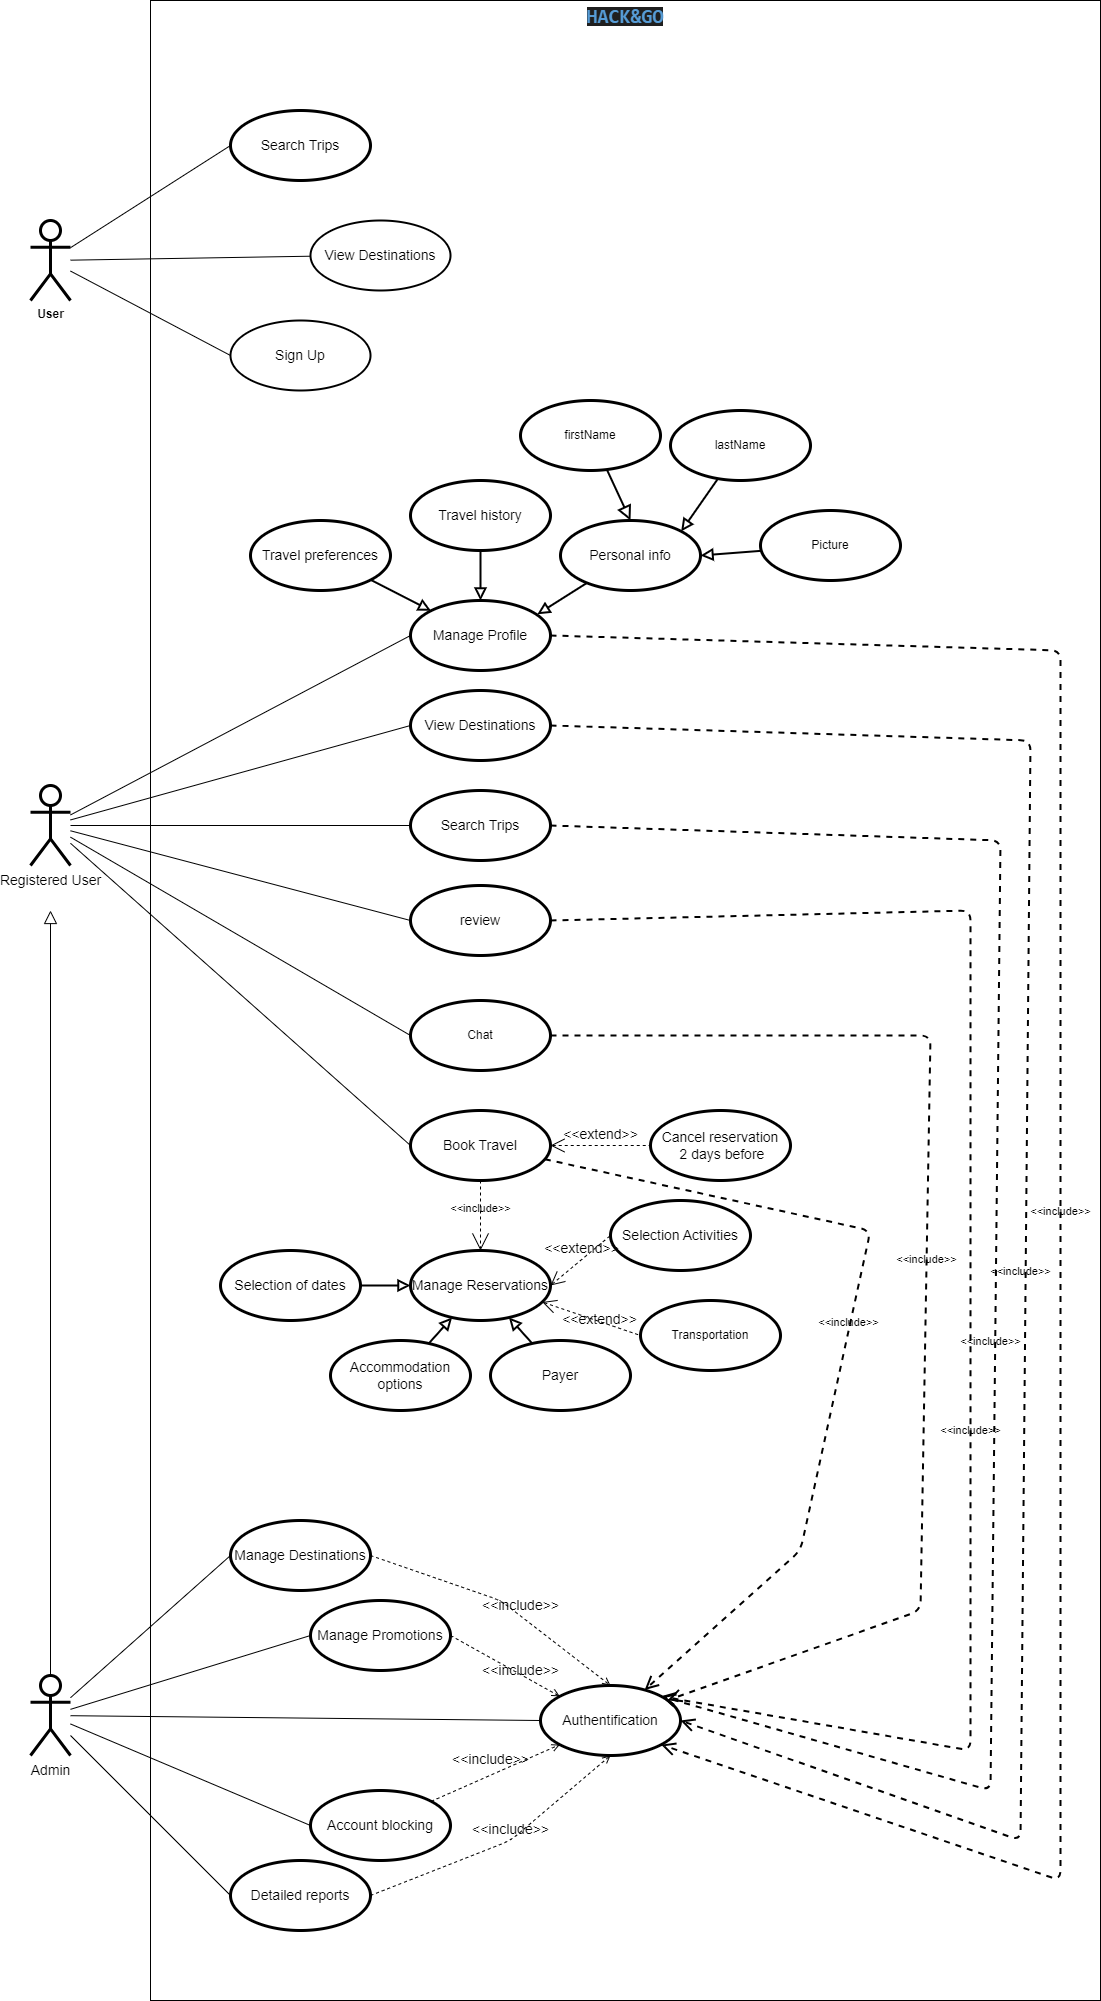 HACK&GO
Search Trips
View Destinations
User
Sign Up
firstName
lastName
Travel history
Picture
Travel preferences
Personal info
Manage Profile
View Destinations
Search Trips
Registered User
review
Chat
Book Travel
<<extend>>
Cancel reservation
2 days before
<<include>>
<<include>>
Selection Activities
<<extend>>
<<include>>
<<include>>
Selection of dates
Manage Reservations
<<extend>>
<<include>>
Transportation
<<include>>
Accommodation
options
Payer
<<include>>
Manage Destinations
<<include>>
Manage Promotions
<<include>>
Authentification
Admin
<<include>>
Account blocking
<<include>>
Detailed reports